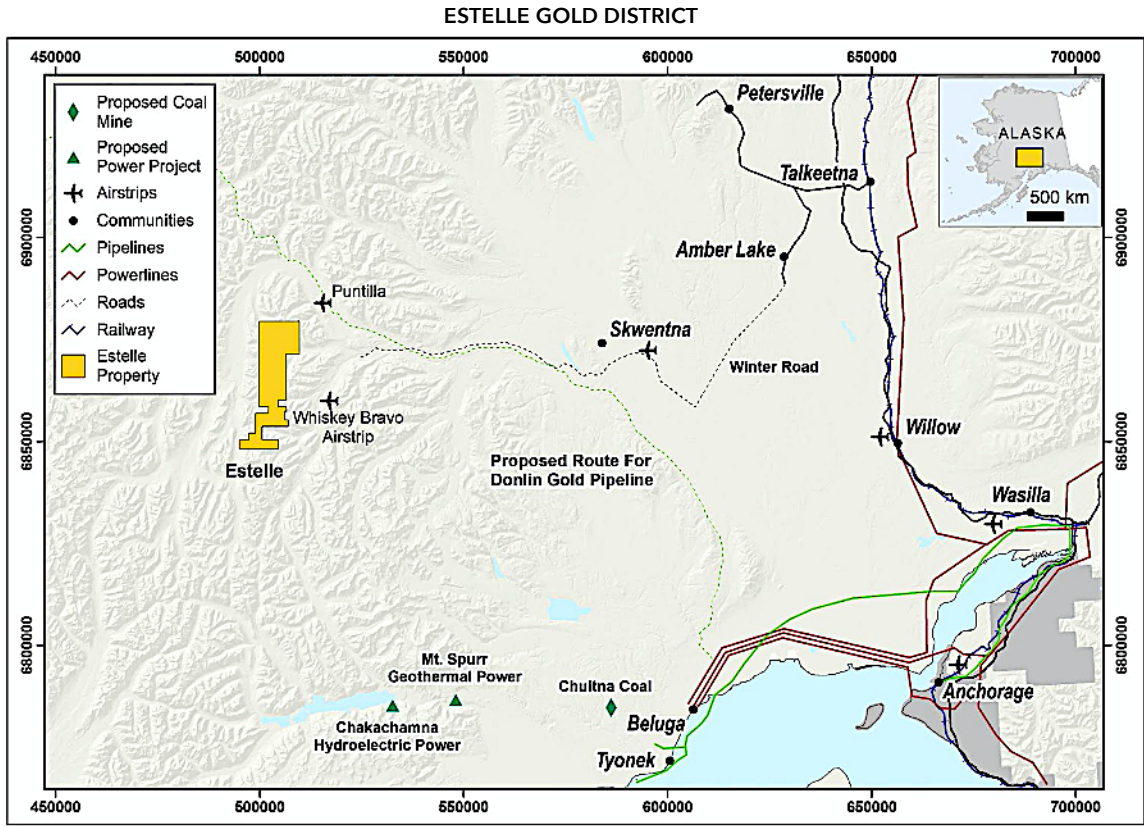 ESTELLE GOLD DISTRICT
450000
500000
550000
600000
650000
700000
Proposed Coal
Mine
Proposed
Power Project
Airstrips
Communities
Pipelines
Powerlines
Roads
Railway
Estelle
Property
Petersville
ALASKA
500 km
Talkeetna
6900000
6900000
Amber Lake
Puntilla
Skwentna
Winter Road
Whiskey Bravo
Airstrip
Willow
6850000
6850000
Estelle
Proposed Route For
Donlin Gold Pipeline
Wasilla
6800000
6800000
Mt. Spurr
Geothermal Power
Chuitna Coal
Anchorage
Beluga
Chakachamna
Hydroelectric Power
Tyonek
450000
500000
550000
600000
650000
700000